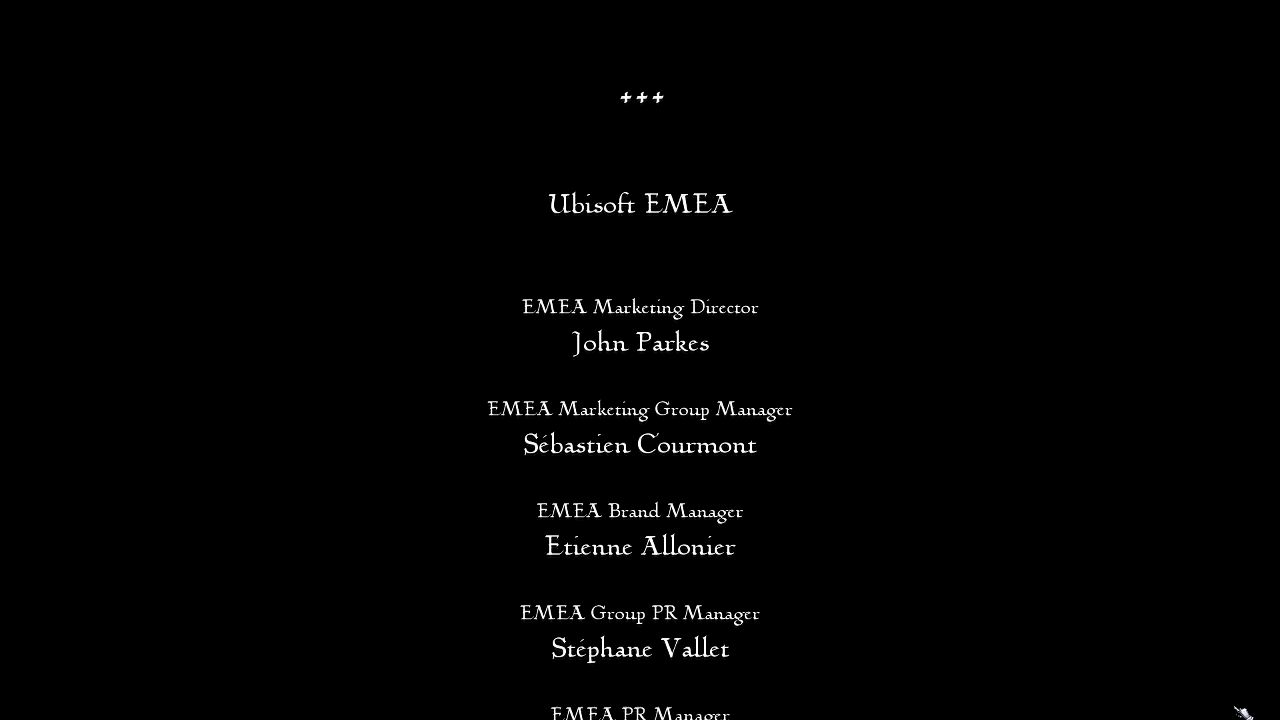 +++
Ubisoft EMEA
EMEA Marketing Director
John Parkes
EMEA Marketing Group Manager
Sébastien Courmont
EMEA Brand Manager
Etienne Allonier
EMEA Group PR Manager
Stéphane Vallet
EMEA PR Manager